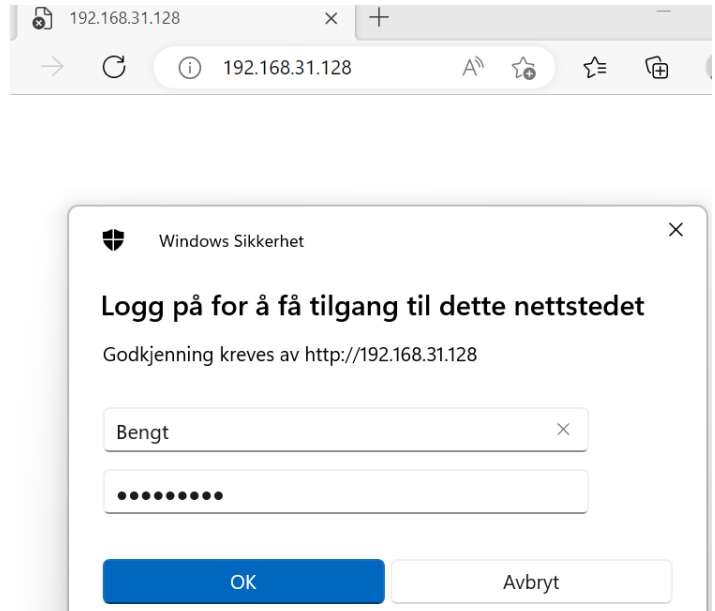 192.168.31.128
192.168.31.128
Windows Sikkerhet
Logg på for å få tilgang til dette nettstedet
Godkjenning kreves av http://192.168.31.128
Bengt
OK Avbryt